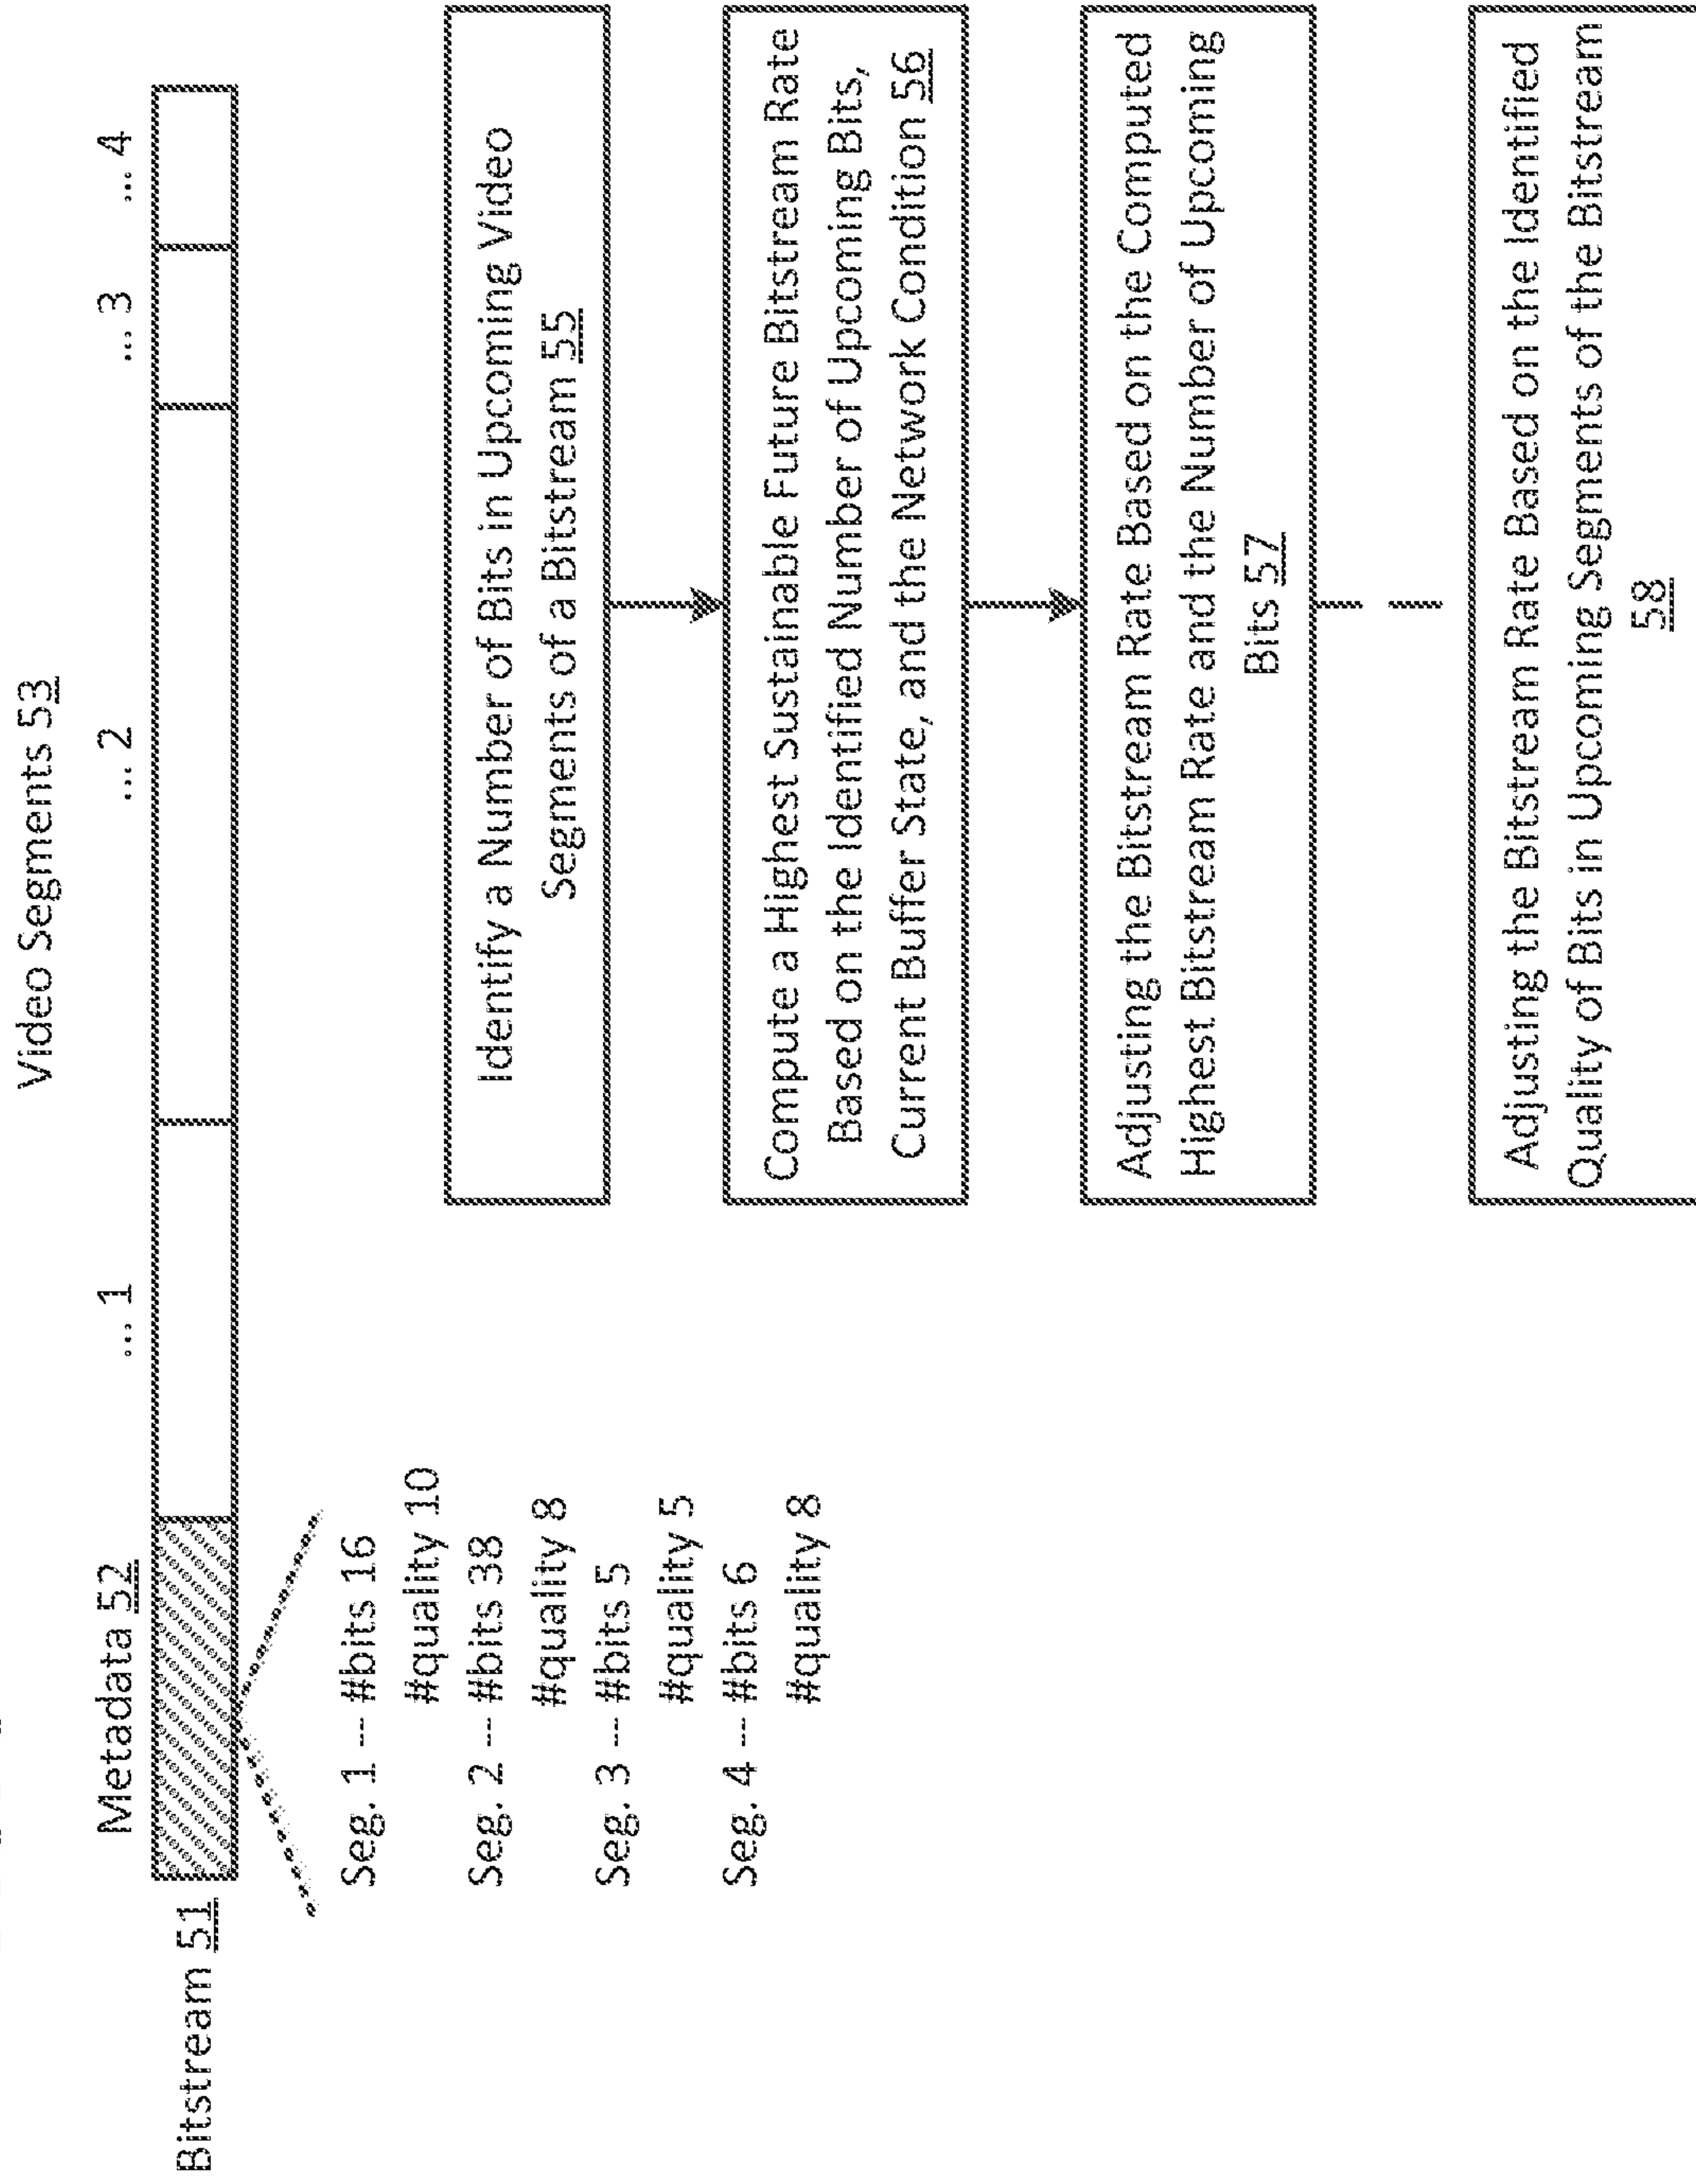 Video Segments 53
Metadata 52 ... 1 ... 2 ... 3 ... 4
Bitstream 51
Seg. 1 -- #bits 16
#quality 10
Seg. 2 -- #bits 38
#quality 8
Seg. 3 -- #bits 5
#quality 5
Seg. 4 -- #bits 6
#quality 8
Identify a Number of Bits in Upcoming Video
Segments of a Bitstream 55
Compute a Highest Sustainable Future Bitstream Rate
Based on the Identified Number of Upcoming Bits,
Current Buffer State, and the Network Condition 56
Adjusting the Bitstream Rate Based on the Computed
Highest Bitstream Rate and the Number of Upcoming
Bits 57
Adjusting the Bitstream Rate Based on the Identified
Quality of Bits in Upcoming Segments of the Bitstream
58